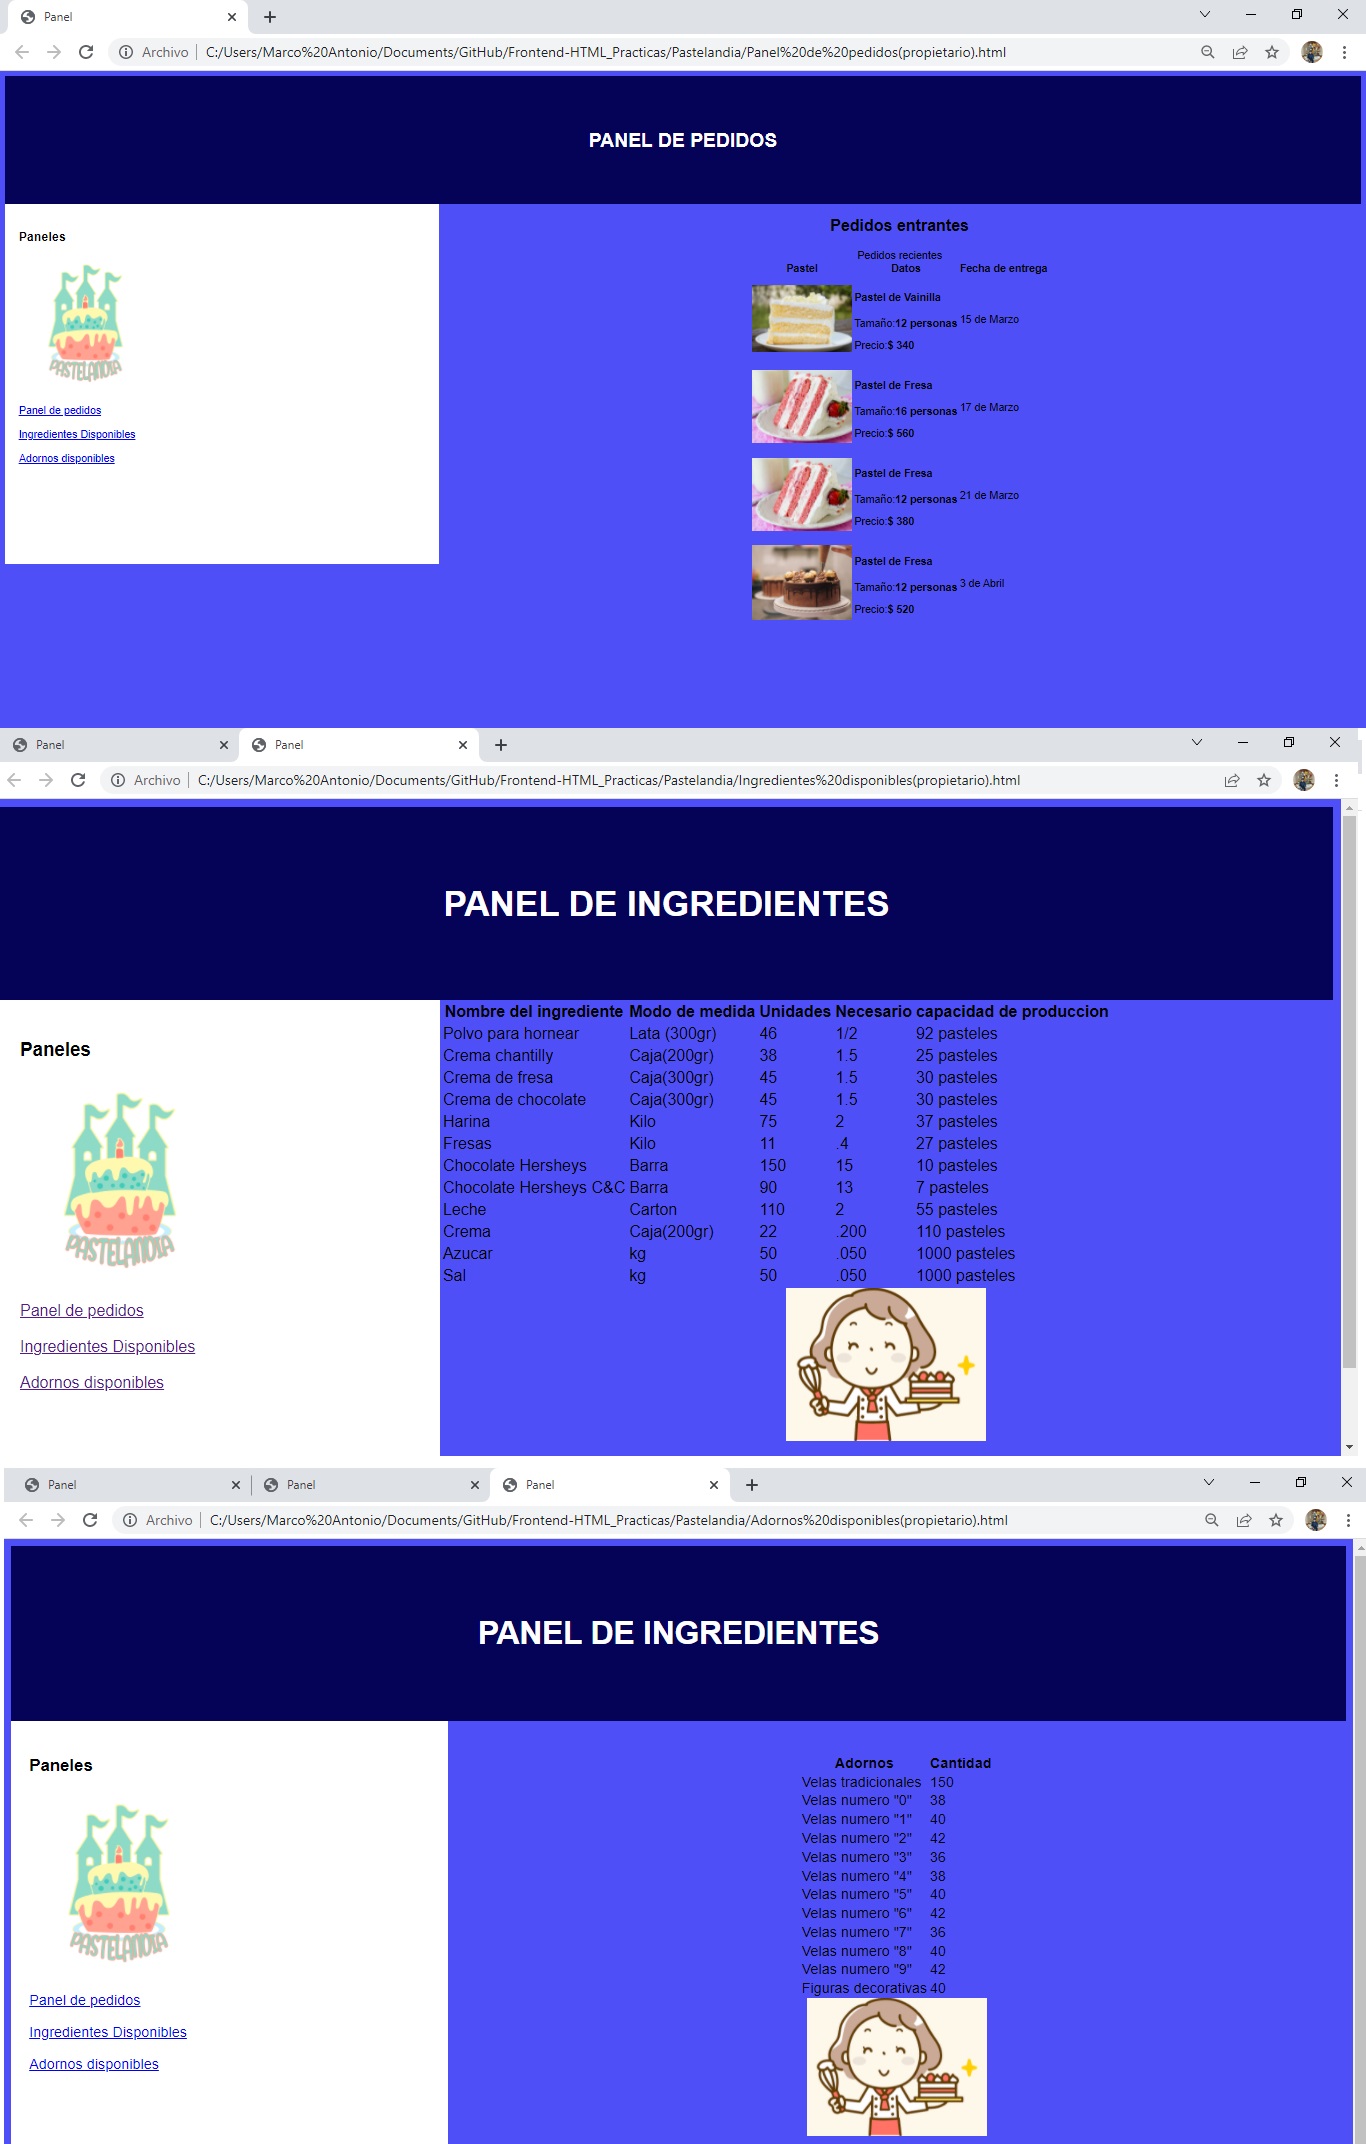 Panel
Archivo C:/Users/Marco%20Antonio/Documents/GitHub/Frontend-HTML_Practicas/Pastelandia/Panel%20de%20pedidos(propietario).html
PANEL DE PEDIDOS
Paneles
PASTELANDIA
Panel de pedidos
Ingredientes Disponibles
Adornos disponibles
Pedidos entrantes
Pedidos recientes
Pastel Datos Fecha de entrega
Pastel de Vainilla
Tamaño:12 personas 15 de Marzo
Precio:$ 340
Pastel de Fresa
Tamaño:16 personas 17 de Marzo
Precio:$ 560
Pastel de Fresa
Tamaño:12 personas 21 de Marzo
Precio:$ 380
Pastel de Fresa
Tamaño:12 personas 3 de Abril
Precio:$ 520
Panel Panel
Archivo C:/Users/Marco%20Antonio/Documents/GitHub/Frontend-HTML_Practicas/Pastelandia/Ingredientes%20disponibles(propietario).html
PANEL DE INGREDIENTES
Paneles
PASTELANDIA
Panel de pedidos
Ingredientes Disponibles
Adornos disponibles
Nombre del ingrediente Modo de medida Unidades Necesario capacidad de produccion
Polvo para hornear Lata (300gr) 46 1/2 92 pasteles
Crema chantilly Caja(200gr) 38 1.5 25 pasteles
Crema de fresa Caja(300gr) 45 1.5 30 pasteles
Crema de chocolate Caja(300gr) 45 1.5 30 pasteles
Harina Kilo 75 2 37 pasteles
Fresas Kilo 11 .4 27 pasteles
Chocolate Hersheys Barra 150 15 10 pasteles
Chocolate Hersheys C&C Barra 90 13 7 pasteles
Leche Carton 110 2 55 pasteles
Crema Caja(200gr) 22 .200 110 pasteles
Azucar kg 50 .050 1000 pasteles
Sal kg 50 .050 1000 pasteles
Panel Panel Panel
Archivo C:/Users/Marco%20Antonio/Documents/GitHub/Frontend-HTML_Practicas/Pastelandia/Adornos%20disponibles(propietario).html
PANEL DE INGREDIENTES
Paneles
PASTELANDIA
Panel de pedidos
Ingredientes Disponibles
Adornos disponibles
Adornos Cantidad
Velas tradicionales 150
Velas numero "0" 38
Velas numero "1" 40
Velas numero "2" 42
Velas numero "3" 36
Velas numero "4" 38
Velas numero "5" 40
Velas numero "6" 42
Velas numero "7" 36
Velas numero "8" 40
Velas numero "9" 42
Figuras decorativas 40